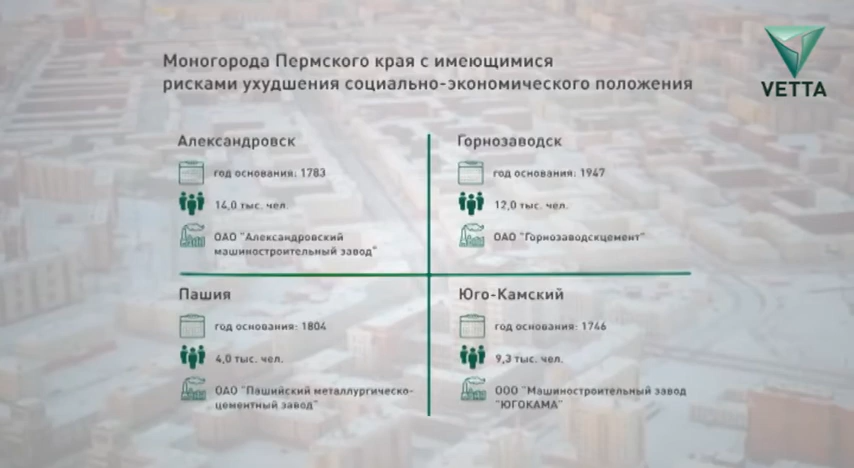 Моногорода Пермского края с имеющимися
рисками ухудшения социально-экономического положения
VETTA
Александровск
год основания: 1783
14,0 тыс. чел.
ОАО "Александровский
машиностроительный завод"
Горнозаводск
год основания: 1947
12,0 тыс. чел.
ОАО "Горнозаводскцемент"
Пашия
год основания: 1804
4,0 тыс. чел.
ОАО "Пашийский металлургическо-
цементный завод"
Юго-Камский
год основания: 1746
9,3 тыс. чел.
ООО "Машиностроительный завод
"ЮГОКАМА"